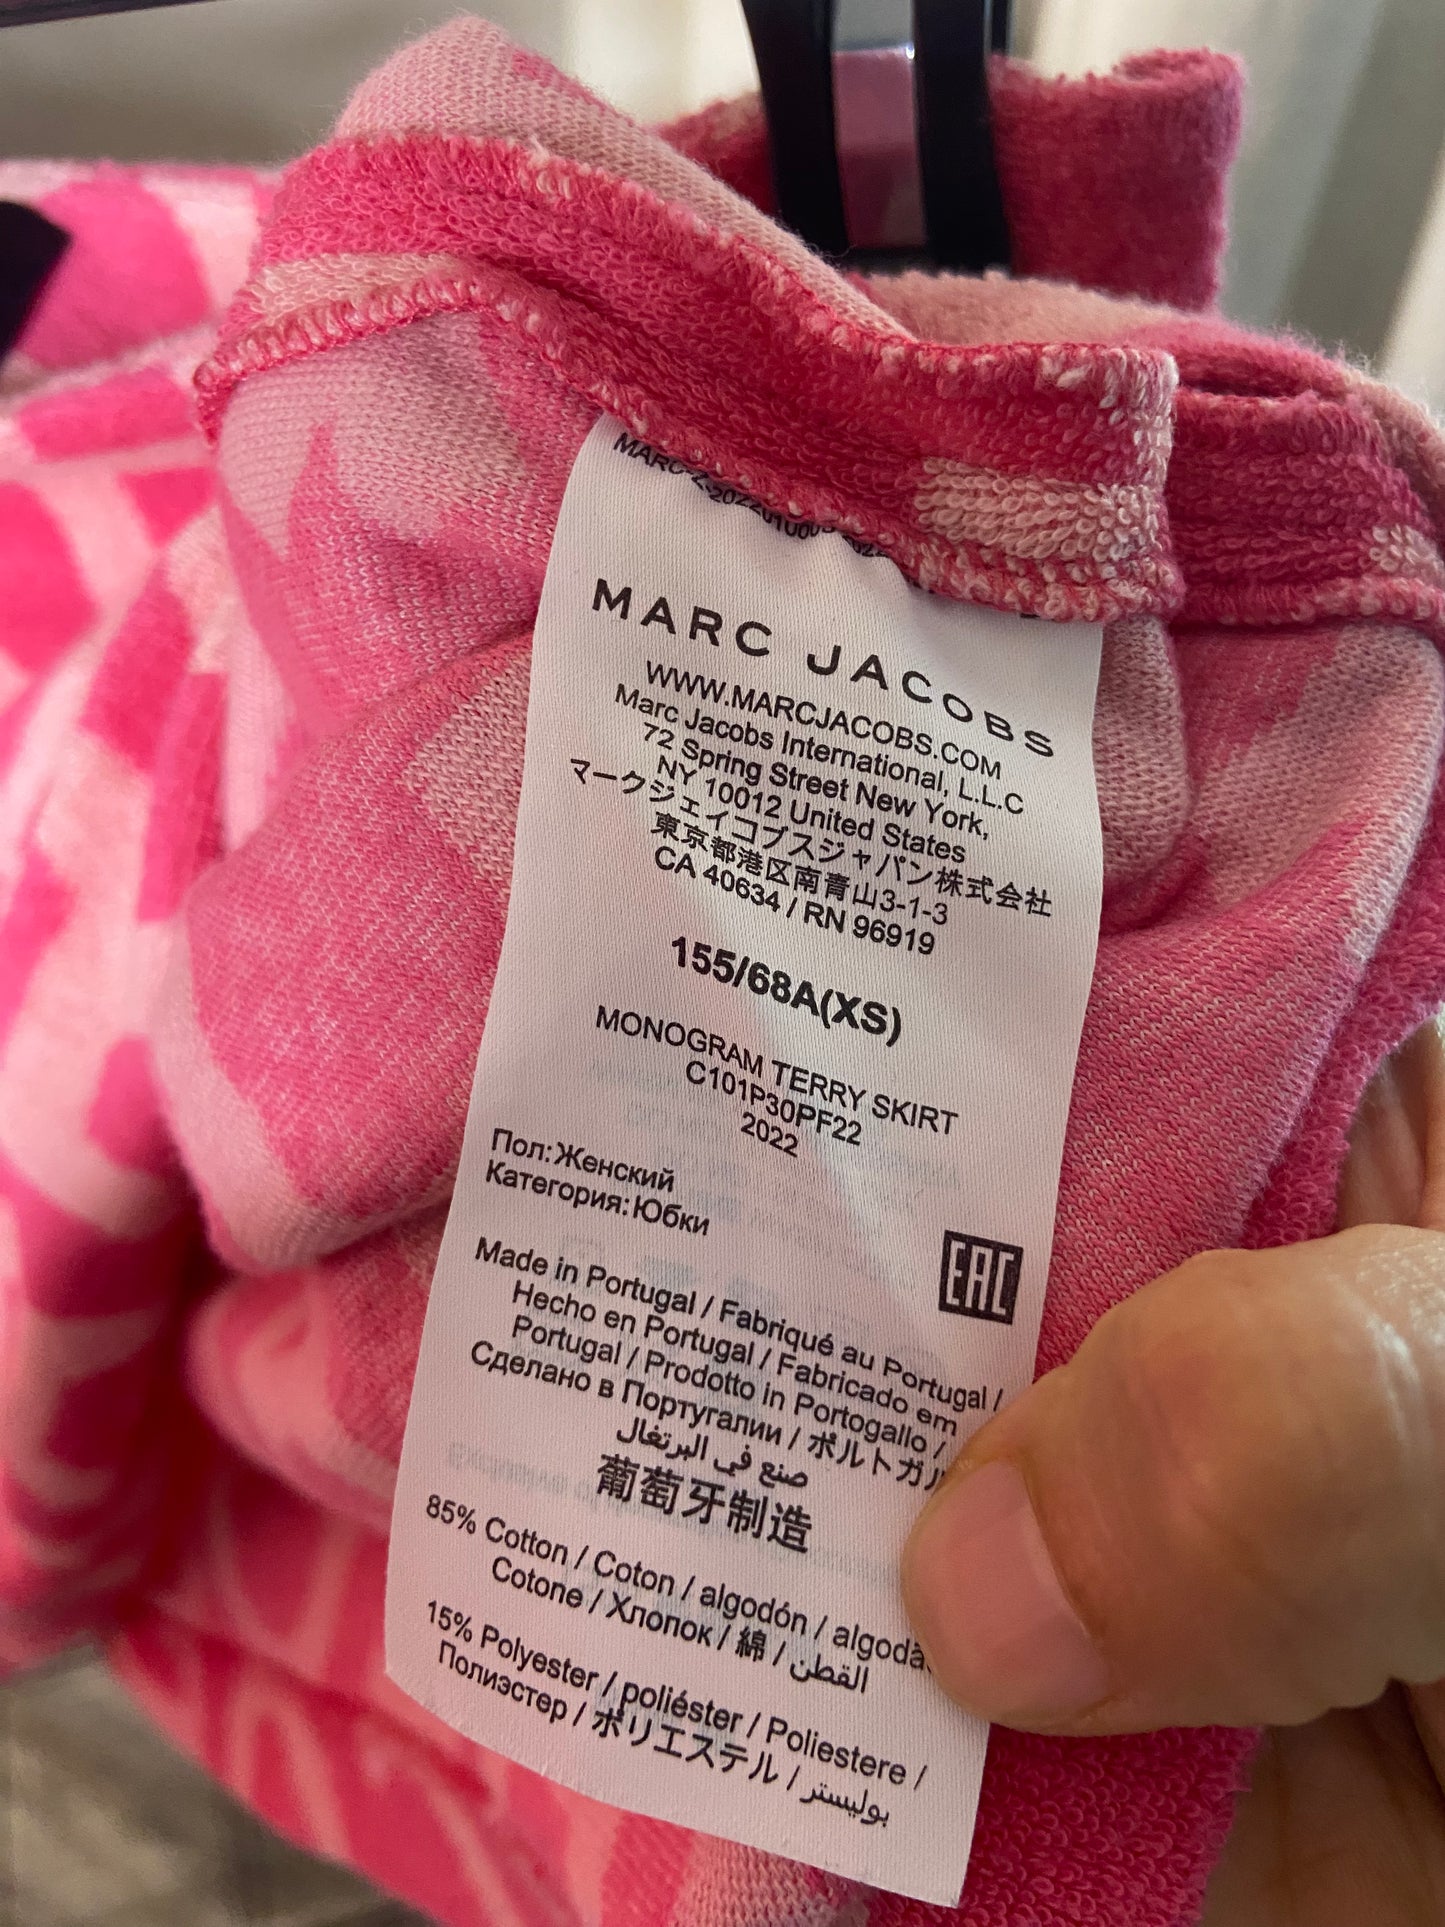 MARC JACOBS
WWW.MARCJACOBS.COM
Marc Jacobs International, L.L.C
72 Spring Street New York,
NY 10012 United States
マークジェイコブスジャパン株式会社
東京都港区南青山3-1-3
CA 40634 / RN 96919
155/68A(XS)
MONOGRAM TERRY SKIRT
C101P30PF22
2022
Пол:Женский
Категория:Юбки
EAC
Made in Portugal / Fabriqué au Portugal /
Hecho en Portugal / Fabricado em
Portugal / Prodotto in Portogallo /
Сделано в Португалии / ポルトガル
صنع في البرتغال
葡萄牙制造
85% Cotton / Coton / algodón /
Cotone / Хлопок / 綿 / القطن
15% Polyester / poliéster / Poliestere /
Полиэстер / ポリエステル / بوليستر